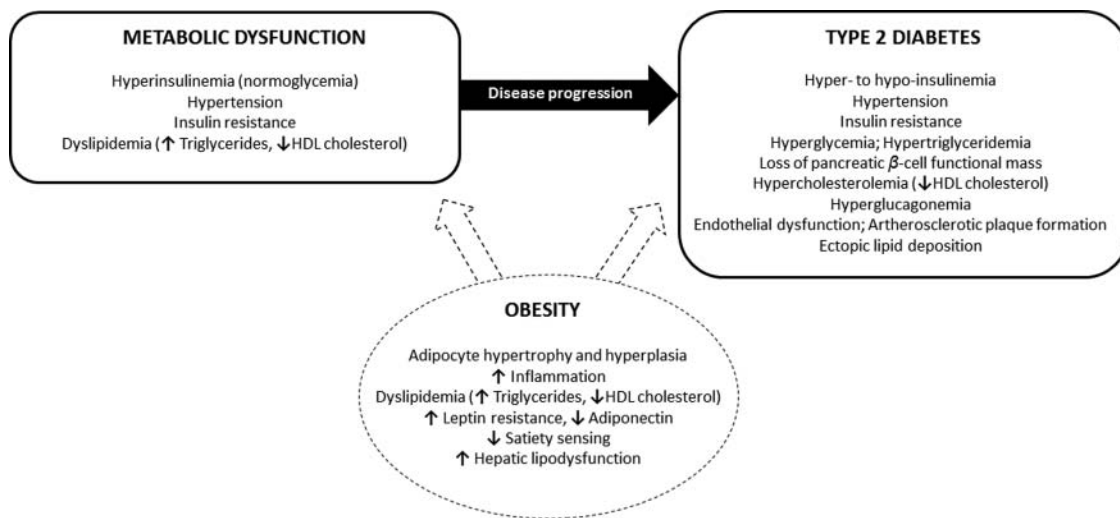 METABOLIC DYSFUNCTION
Hyperinsulinemia (normoglycemia)
Hypertension
Insulin resistance
Dyslipidemia (↑ Triglycerides, ↓HDL cholesterol)
Disease progression
TYPE 2 DIABETES
Hyper- to hypo-insulinemia
Hypertension
Insulin resistance
Hyperglycemia; Hypertriglyceridemia
Loss of pancreatic β-cell functional mass
Hypercholesterolemia (↓HDL cholesterol)
Hyperglucagonemia
Endothelial dysfunction; Artherosclerotic plaque formation
Ectopic lipid deposition
OBESITY
Adipocyte hypertrophy and hyperplasia
↑ Inflammation
Dyslipidemia (↑ Triglycerides, ↓HDL cholesterol)
↑ Leptin resistance, ↓ Adiponectin
↓ Satiety sensing
↑ Hepatic lipodysfunction